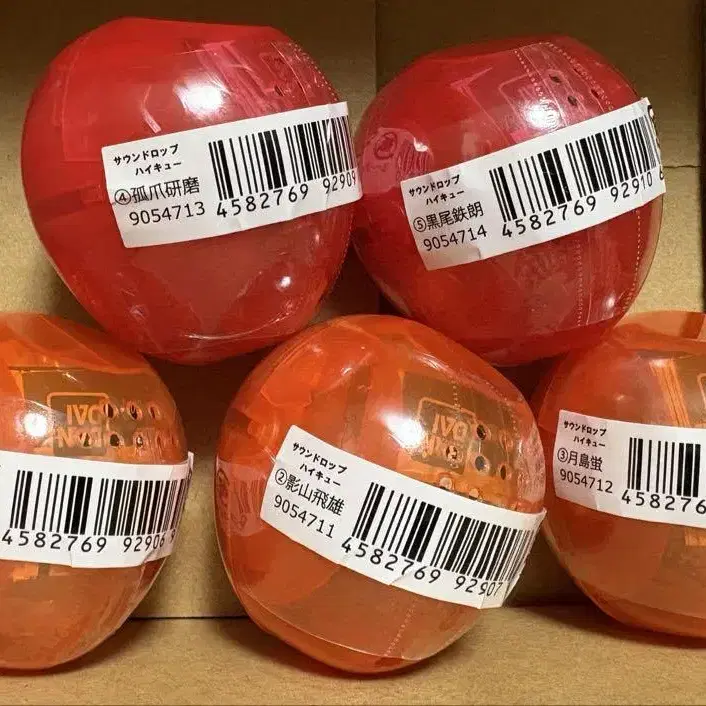 サウンドロップ
ハイキュー
④孤爪研磨
9054713
4582769 92909
サウンドロップ
ハイキュー
⑤黒尾鉄朗
9054714
4582769 92910
4582769 92906
サウンドロップ
ハイキュー
②影山飛雄
9054711
4582769 92907
サウンドロップ
ハイキュー
③月島蛍
9054712
458276